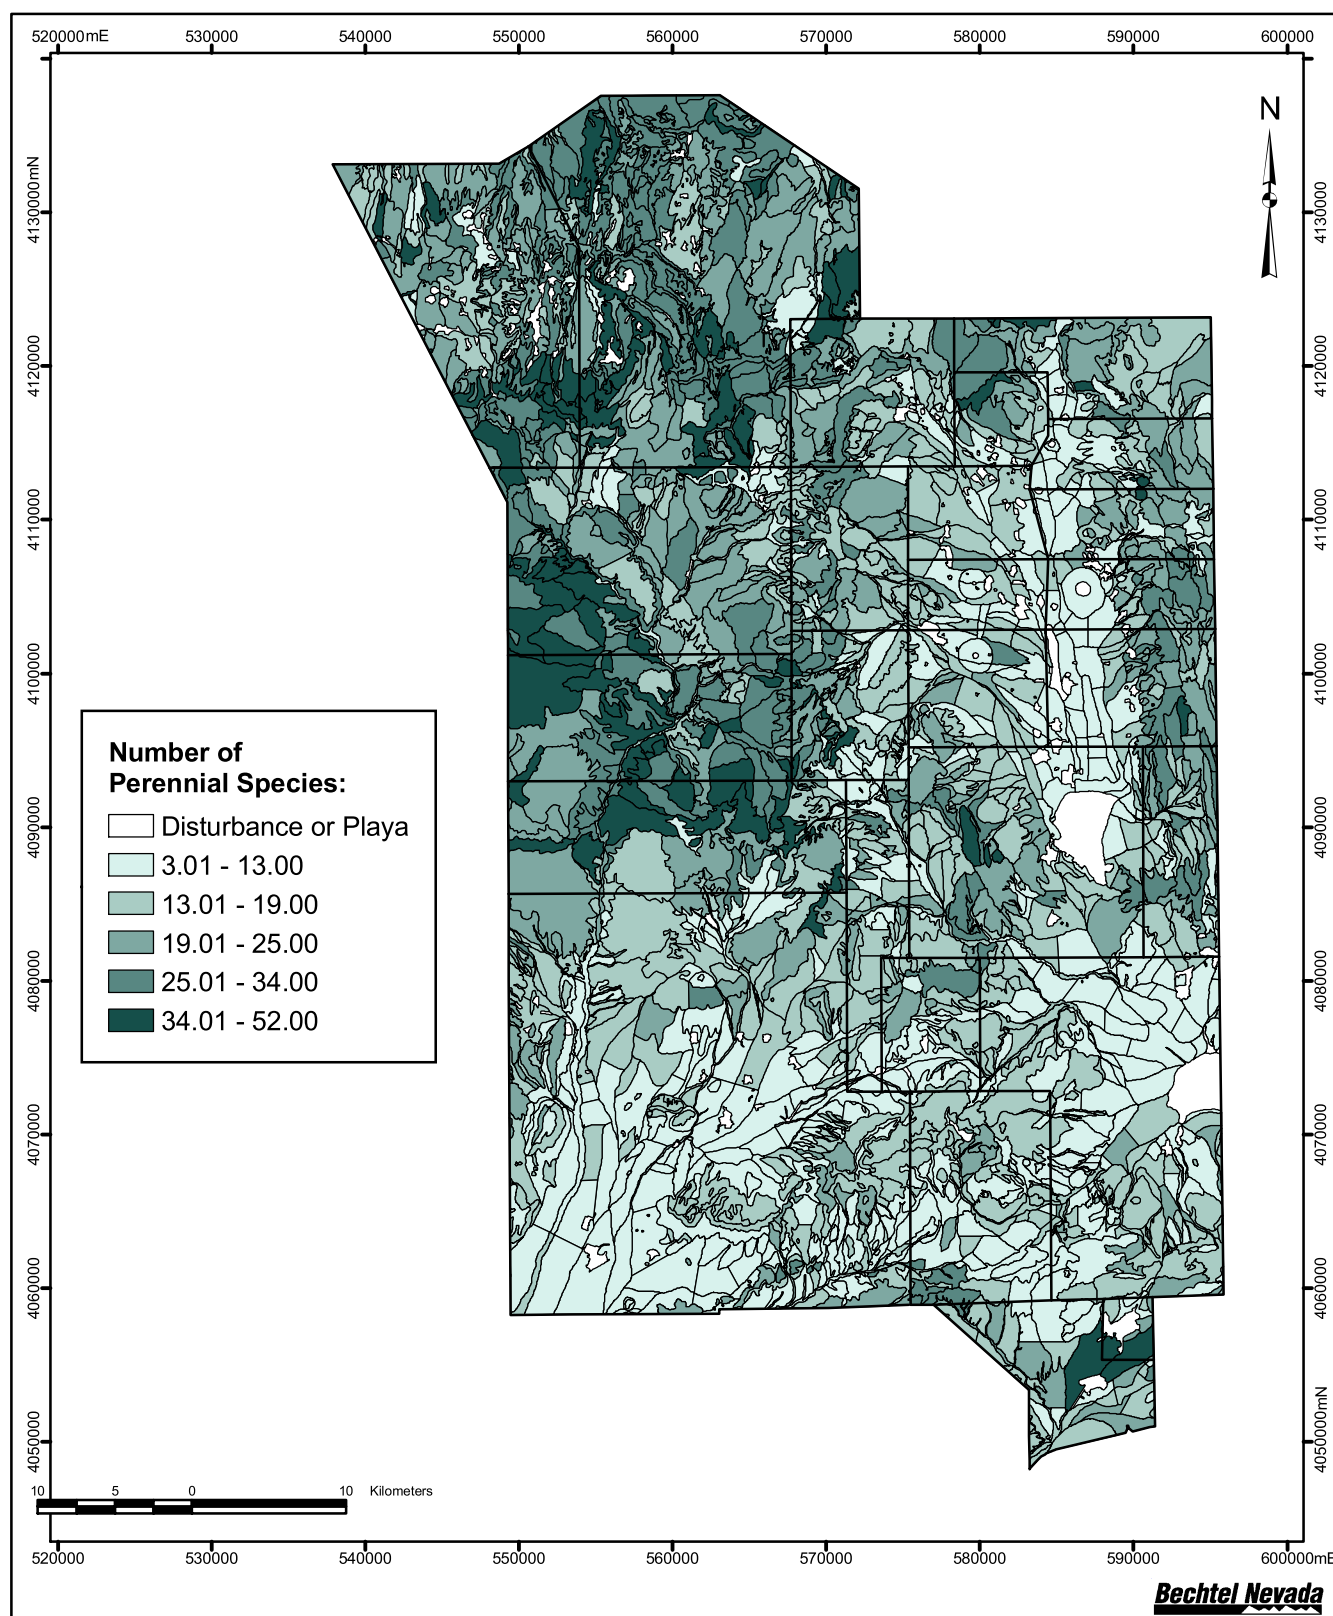 520000mE 530000 540000 550000 560000 570000 580000 590000 600000
N
4130000mN 4130000
4120000 4120000
4110000 4110000
4100000 4100000
4090000 4090000
4080000 4080000
4070000 4070000
4060000 4060000
4050000 4050000mN
Number of
Perennial Species:
Disturbance or Playa
3.01 - 13.00
13.01 - 19.00
19.01 - 25.00
25.01 - 34.00
34.01 - 52.00
10 5 0 10 Kilometers
520000 530000 540000 550000 560000 570000 580000 590000 600000mE
Bechtel Nevada